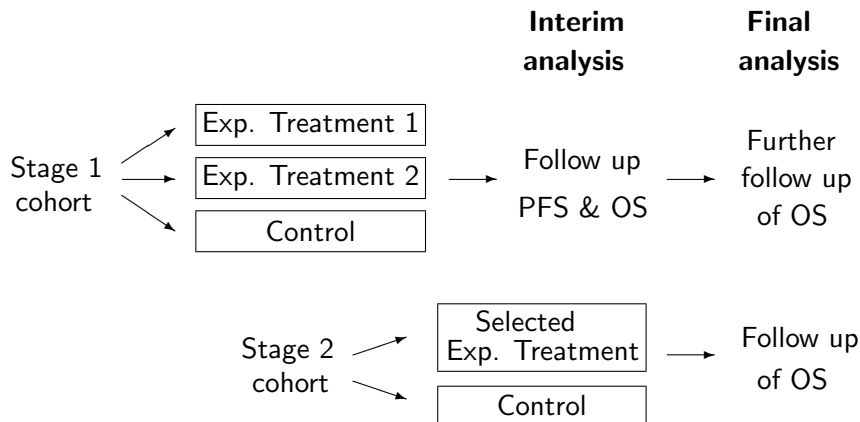 Interim
analysis
Final
analysis
Stage 1
cohort
Exp. Treatment 1
Exp. Treatment 2
Control
Follow up
PFS & OS
Further
follow up
of OS
Stage 2
cohort
Selected
Exp. Treatment
Control
Follow up
of OS